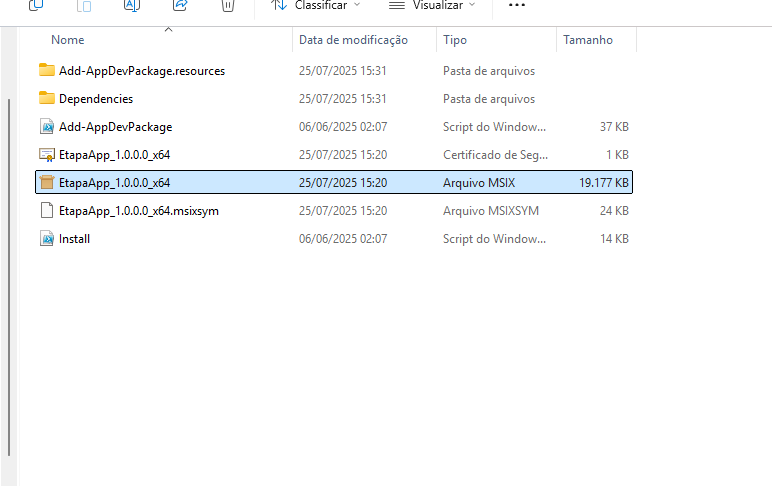 Classificar Visualizar
Nome Data de modificação Tipo Tamanho
Add-AppDevPackage.resources 25/07/2025 15:31 Pasta de arquivos
Dependencies 25/07/2025 15:31 Pasta de arquivos
Add-AppDevPackage 06/06/2025 02:07 Script do Window... 37 KB
EtapaApp_1.0.0.0_x64 25/07/2025 15:20 Certificado de Seg... 1 KB
EtapaApp_1.0.0.0_x64 25/07/2025 15:20 Arquivo MSIX 19.177 KB
EtapaApp_1.0.0.0_x64.msixsym 25/07/2025 15:20 Arquivo MSIXSYM 24 KB
Install 06/06/2025 02:07 Script do Window... 14 KB